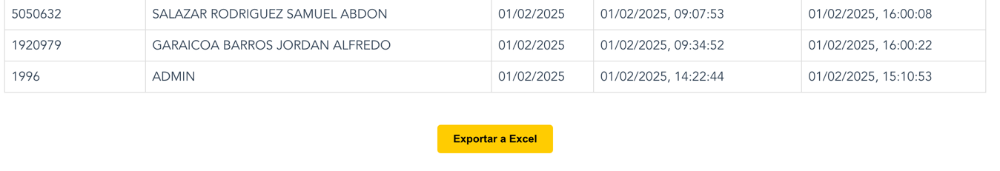 5050632 SALAZAR RODRIGUEZ SAMUEL ABDON 01/02/2025 01/02/2025, 09:07:53 01/02/2025, 16:00:08
1920979 GARAICOA BARROS JORDAN ALFREDO 01/02/2025 01/02/2025, 09:34:52 01/02/2025, 16:00:22
1996 ADMIN 01/02/2025 01/02/2025, 14:22:44 01/02/2025, 15:10:53
Exportar a Excel